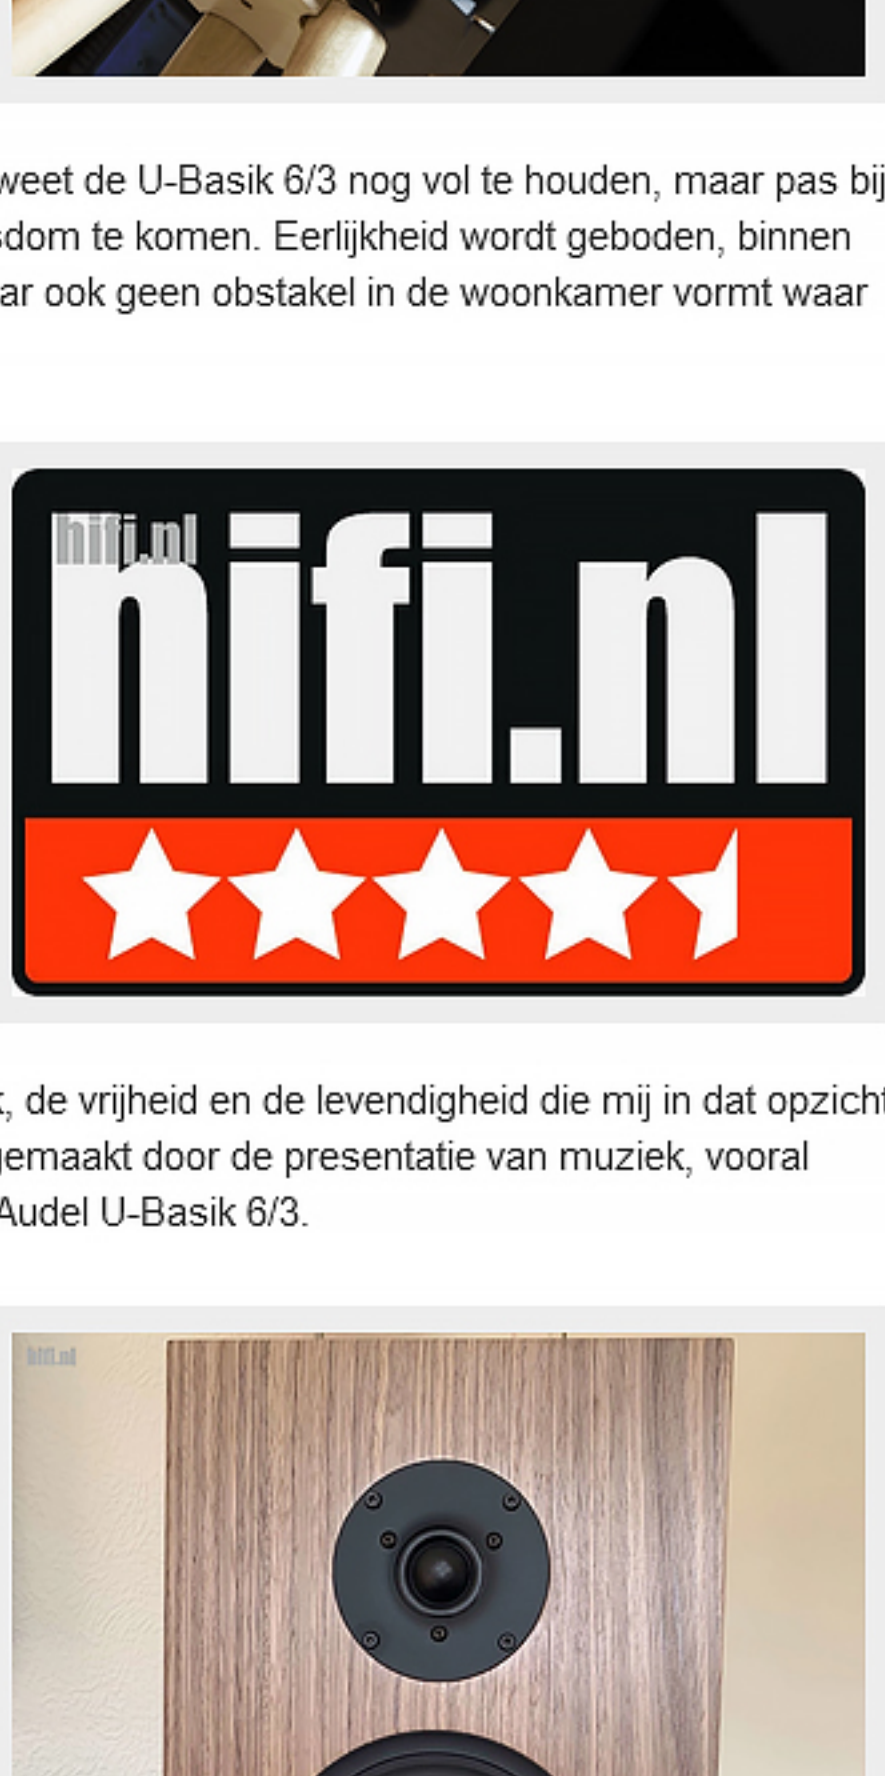 weet de U-Basik 6/3 nog vol te houden, maar pas bij
sdom te komen. Eerlijkheid wordt geboden, binnen
ar ook geen obstakel in de woonkamer vormt waar
hifi.nl
hifi.nl
, de vrijheid en de levendigheid die mij in dat opzicht
gemaakt door de presentatie van muziek, vooral
Audel U-Basik 6/3.
hifi.nl